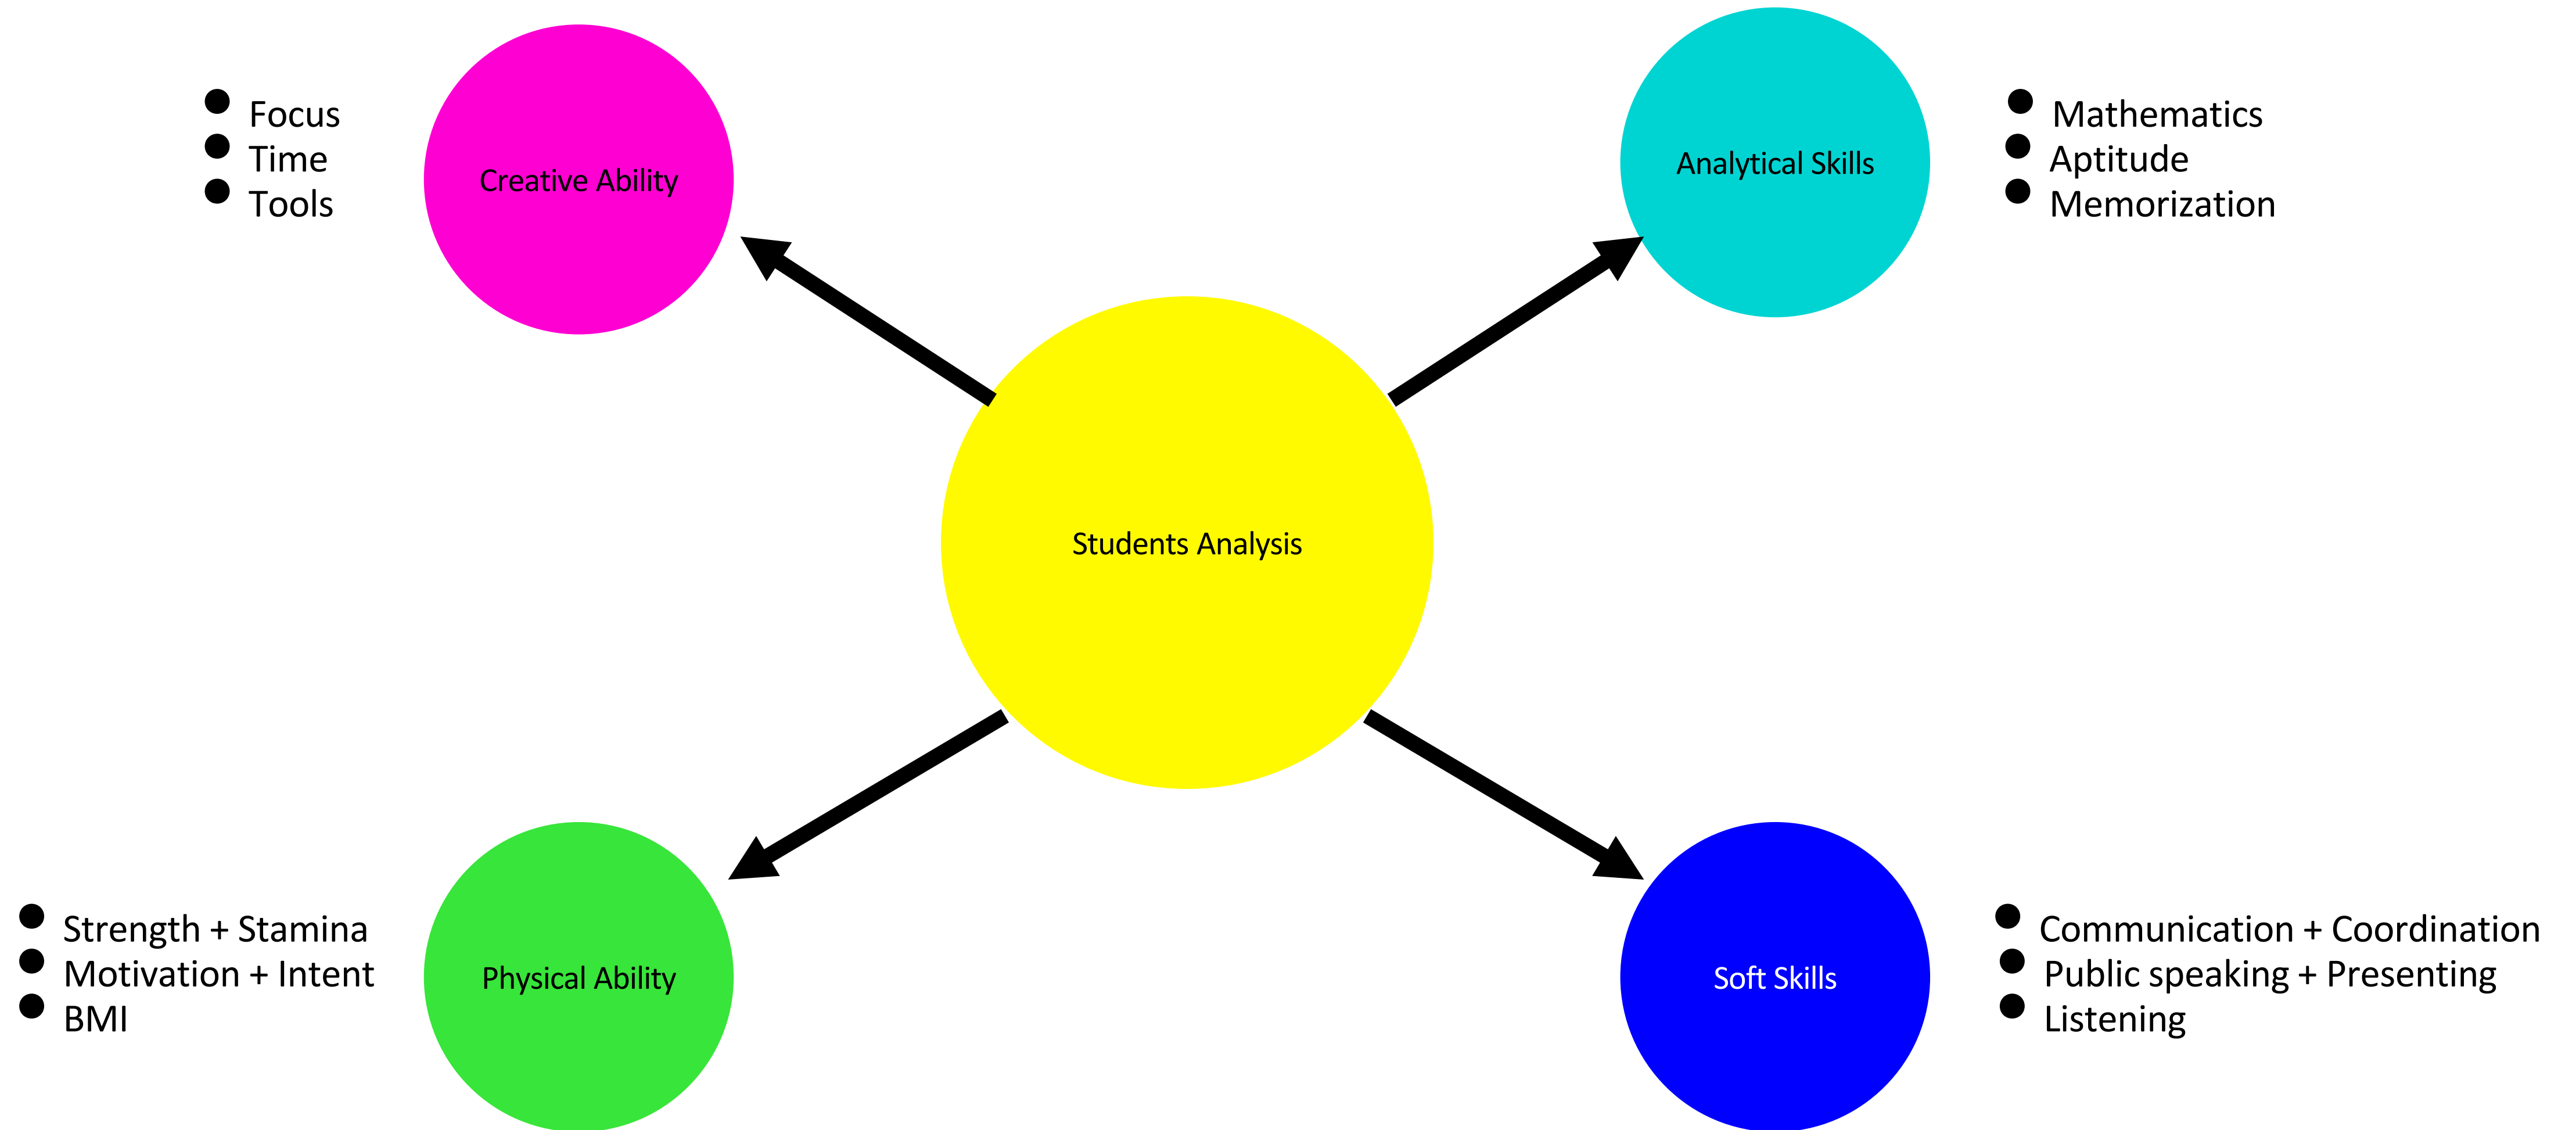 ● Focus
● Time
● Tools
Creative Ability
Analytical Skills
● Mathematics
● Aptitude
● Memorization
Students Analysis
● Strength + Stamina
● Motivation + Intent
● BMI
Physical Ability
Soft Skills
● Communication + Coordination
● Public speaking + Presenting
● Listening